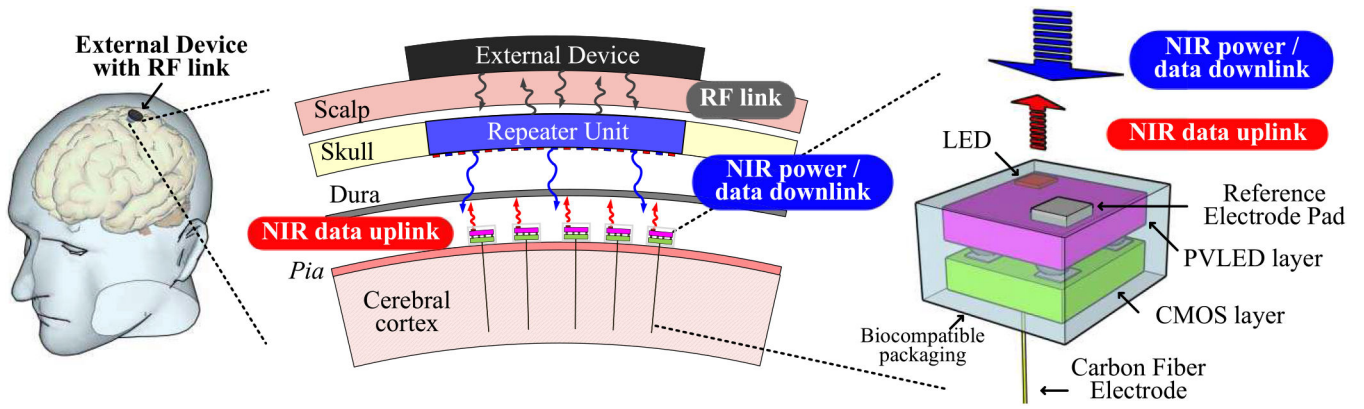 External Device
with RF link
External Device
Scalp
RF link
Repeater Unit
Skull
NIR power /
data downlink
Dura
NIR data uplink
Pia
Cerebral
cortex
NIR power /
data downlink
NIR data uplink
LED
Reference
Electrode Pad
PVLED layer
CMOS layer
Biocompatible
packaging
Carbon Fiber
Electrode